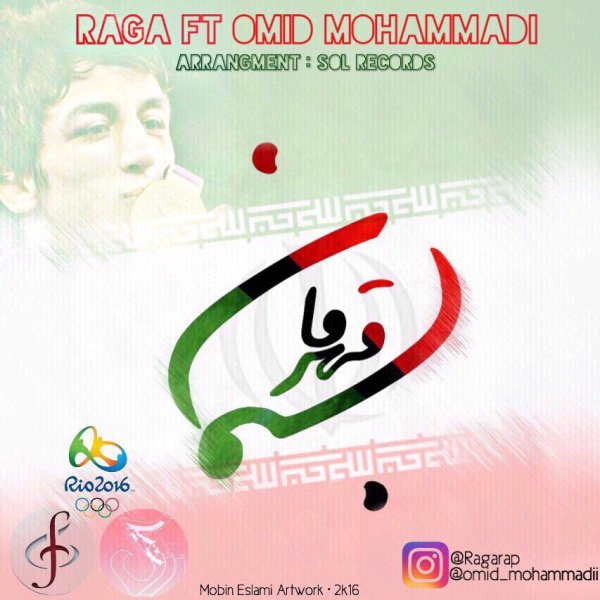 RAGA FT OMID MOHAMMADI
ARRANGMENT : SOL RECORDS
قهرمان
Rio2016
@Ragarap
@omid_mohammadii
Mobin Eslami Artwork • 2k16